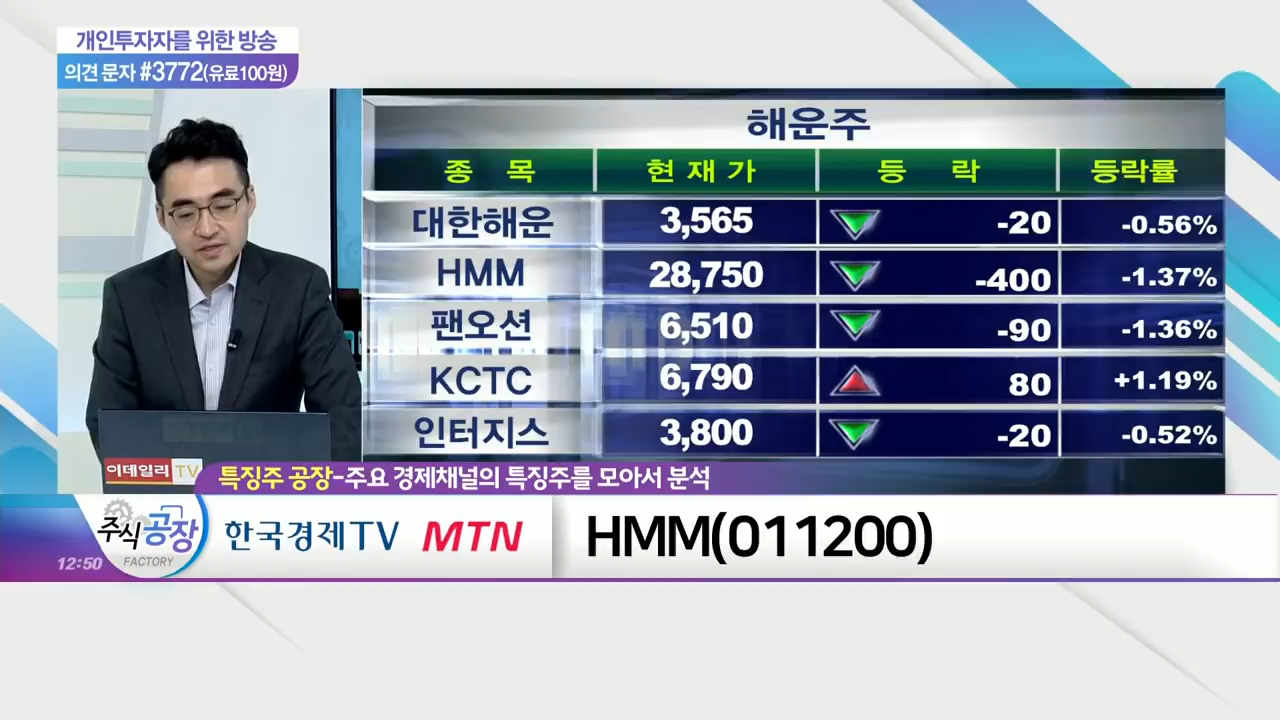 개인투자자를 위한 방송
의견 문자 #3772(유료100원)
해운주
종 목 현 재 가 등 락 등락률
대한해운 3,565 -20 -0.56%
HMM 28,750 -400 -1.37%
팬오션 6,510 -90 -1.36%
KCTC 6,790 80 +1.19%
인터지스 3,800 -20 -0.52%
이데일리 TV
특징주 공장-주요 경제채널의 특징주를 모아서 분석
주식공장
FACTORY
12:50
한국경제TV MTN
HMM(011200)